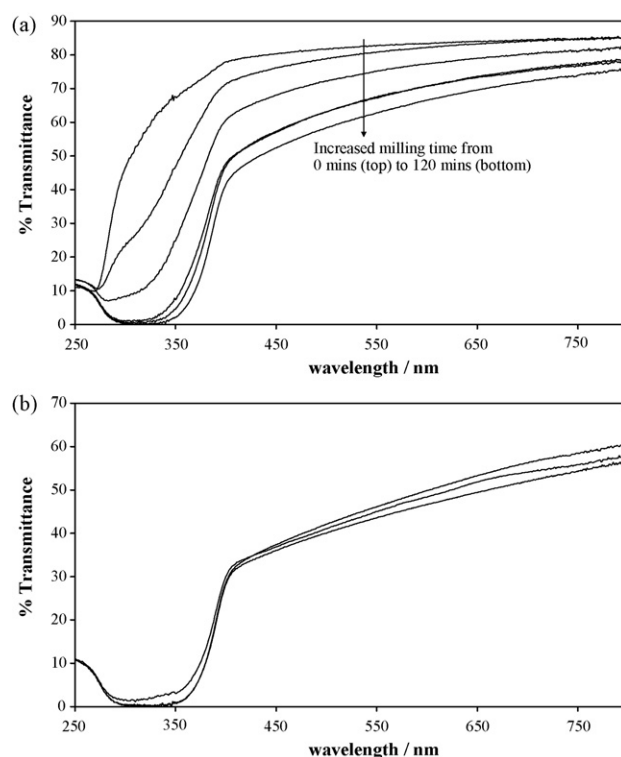 (a)
90
80
70
60
50
40
30
20
10
0
% Transmittance
Increased milling time from
0 mins (top) to 120 mins (bottom)
250 350 450 550 650 750
wavelength / nm
(b)
70
60
50
40
30
20
10
0
% Transmittance
250 350 450 550 650 750
wavelength / nm